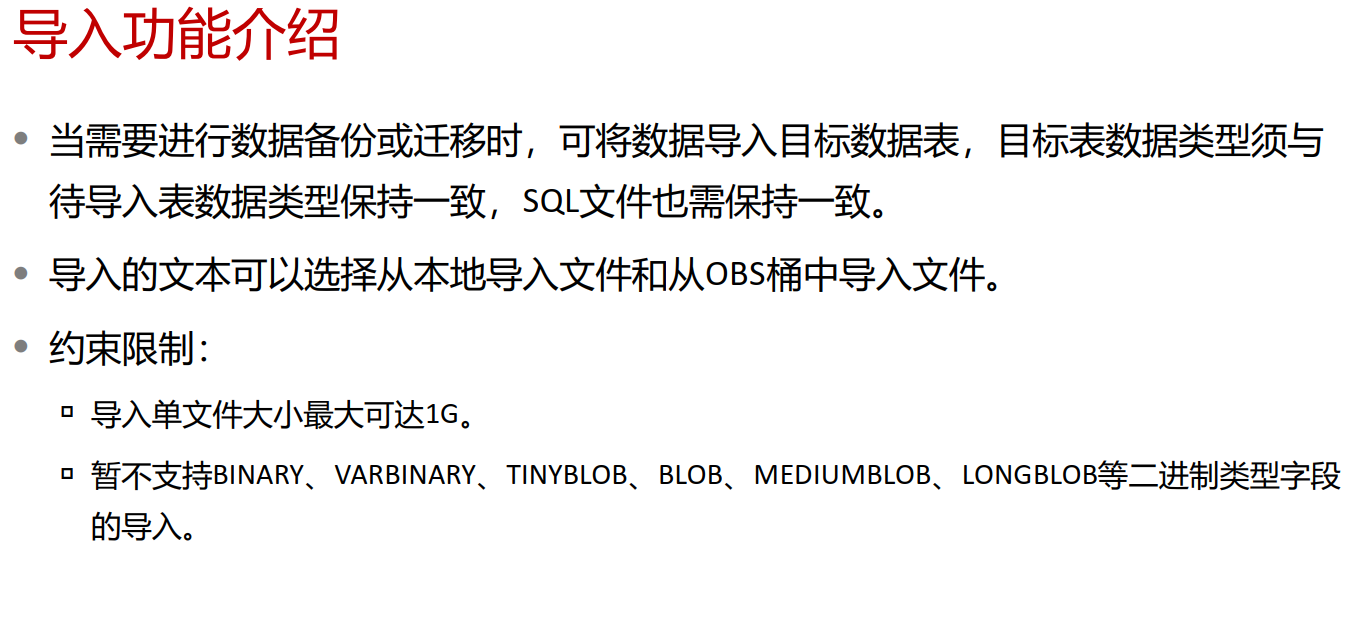 导入功能介绍
• 当需要进行数据备份或迁移时，可将数据导入目标数据表，目标表数据类型须与
待导入表数据类型保持一致，SQL文件也需保持一致。
• 导入的文本可以选择从本地导入文件和从OBS桶中导入文件。
• 约束限制：
▫ 导入单文件大小最大可达1G。
▫ 暂不支持BINARY、VARBINARY、TINYBLOB、BLOB、MEDIUMBLOB、LONGBLOB等二进制类型字段
的导入。